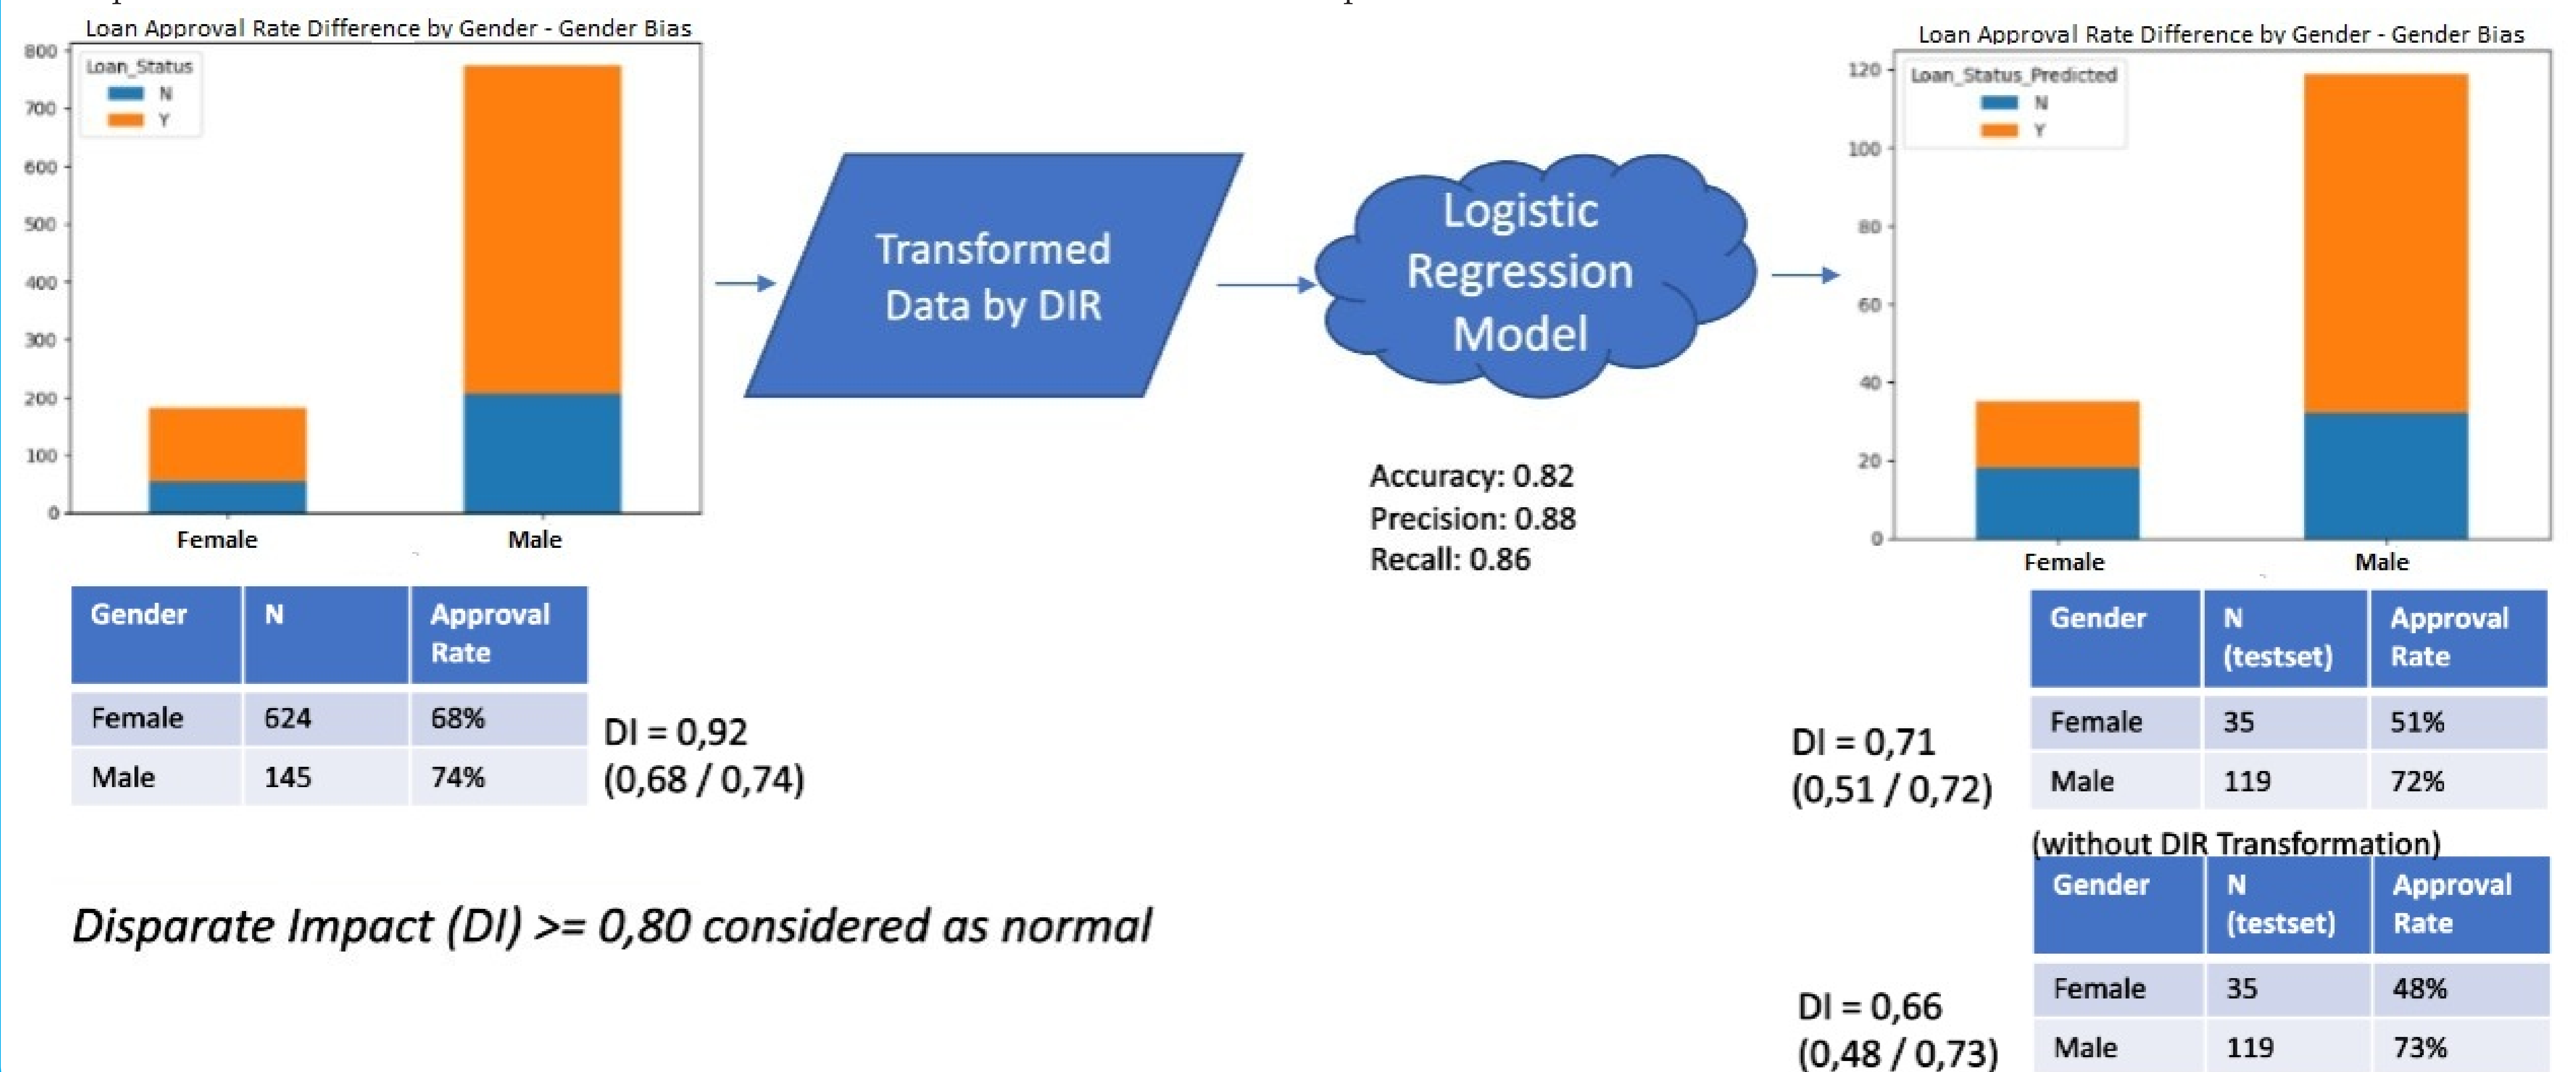 Loan Approval Rate Difference by Gender - Gender Bias
800
700
600
500
400
300
200
100
0
Loan_Status
N
Y
Female
Male
Transformed
Data by DIR
Logistic
Regression
Model
Accuracy: 0.82
Precision: 0.88
Recall: 0.86
Loan Approval Rate Difference by Gender - Gender Bias
120
100
80
60
40
20
0
Loan_Status_Predicted
N
Y
Female
Male
Gender N Approval
Rate
Female 624 68%
Male 145 74%
DI = 0,92
(0,68 / 0,74)
Disparate Impact (DI) >= 0,80 considered as normal
DI = 0,71
(0,51 / 0,72)
Gender N Approval
(testset) Rate
Female 35 51%
Male 119 72%
(without DIR Transformation)
Gender N Approval
(testset) Rate
Female 35 48%
Male 119 73%
DI = 0,66
(0,48 / 0,73)